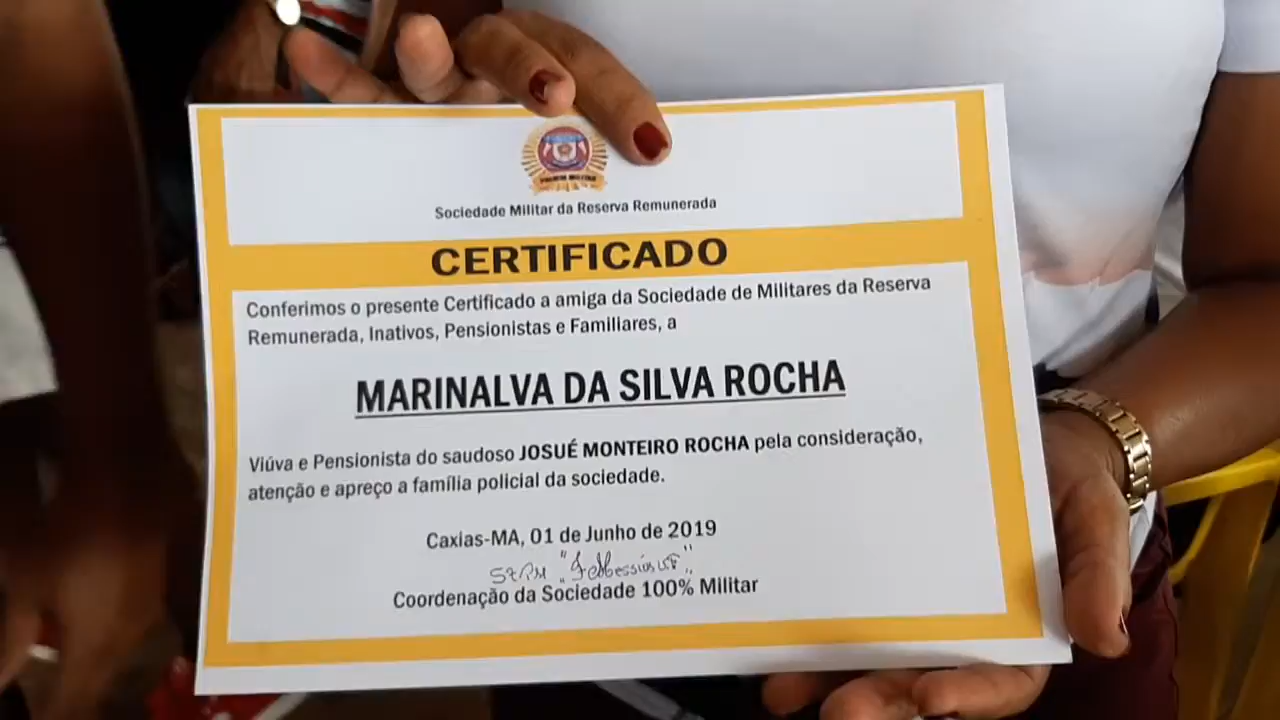 POLÍCIA MILITAR
Sociedade Militar da Reserva Remunerada
CERTIFICADO
Conferimos o presente Certificado a amiga da Sociedade de Militares da Reserva
Remunerada, Inativos, Pensionistas e Familiares, a
MARINALVA DA SILVA ROCHA
Viúva e Pensionista do saudoso JOSUÉ MONTEIRO ROCHA pela consideração,
atenção e apreço a família policial da sociedade.
Caxias-MA, 01 de Junho de 2019
Coordenação da Sociedade 100% Militar